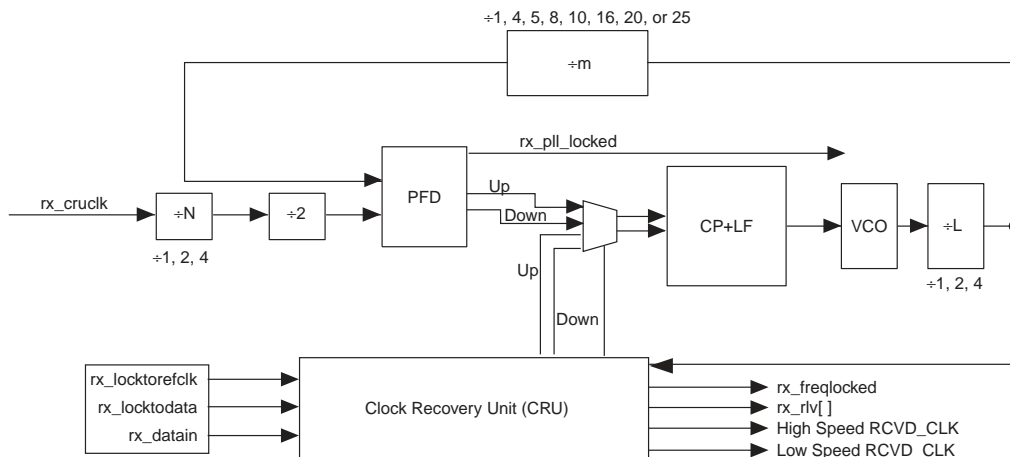 ÷1, 4, 5, 8, 10, 16, 20, or 25
÷m
rx_pll_locked
PFD
Up
Down
rx_cruclk
÷N
÷2
÷1, 2, 4
CP+LF
VCO
÷L
÷1, 2, 4
Up
Down
rx_locktorefclk
rx_locktodata
rx_datain
Clock Recovery Unit (CRU)
rx_freqlocked
rx_rlv[ ]
High Speed RCVD_CLK
Low Speed RCVD_CLK